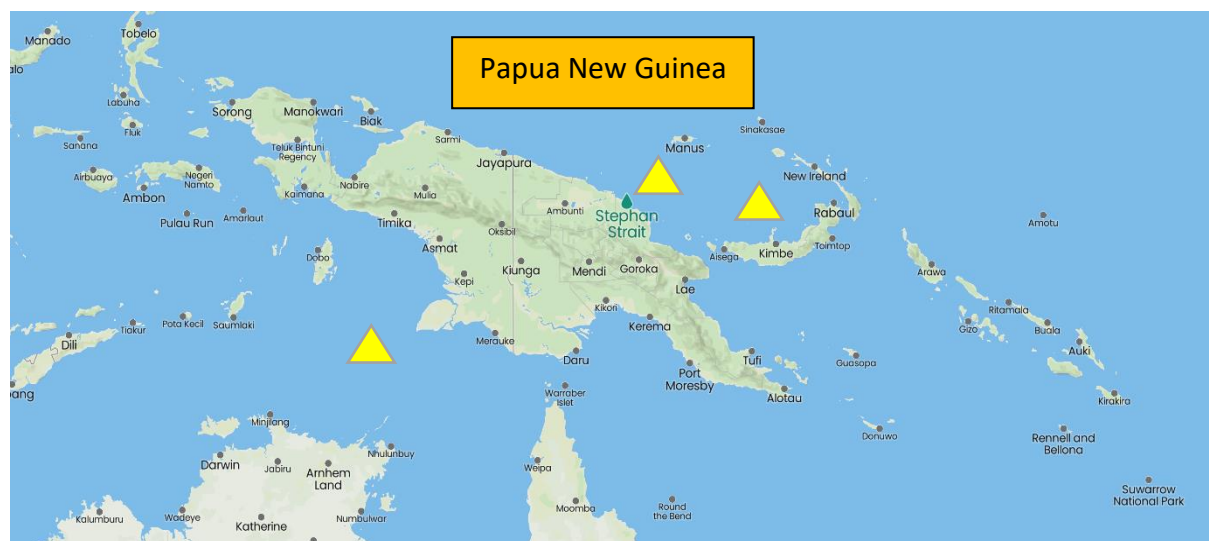 Papua New Guinea
Tobelo
Manado
alo
Labuha
Sorong
Manokwari
Biak
Sinakasae
Fluk
Sanana
Teluk Bintuni
Regency
Sarmi
Manus
Jayapura
Airbuaya
Negeri
Namto
Ambon
Kaimana
Nabire
Mulia
New Ireland
Ambunti
Stephan
Strait
Rabaul
Pulau Run
Amarlaut
Timika
Oksibil
Amotu
Asmat
Dobo
Kiunga
Mendi
Goroka
Aisega
Kimbe
Toimtop
Kepi
Lae
Arawa
Kikori
Kerema
Ritamala
Tiakur
Pota Kecil
Saumlaki
Gizo
Buala
Dili
Merauke
Daru
Tufi
Guasopa
Auki
Port
Moresby
ang
Warraber
Islet
Alotau
Kirakira
Minjilang
Donuwo
Rennell and
Bellona
Darwin
Jabiru
Nhulunbuy
Arnhem
Land
Weipa
Suwarrow
National Park
Kalumburu
Wadeye
Katherine
Numbulwar
Moomba
Round
the Bend